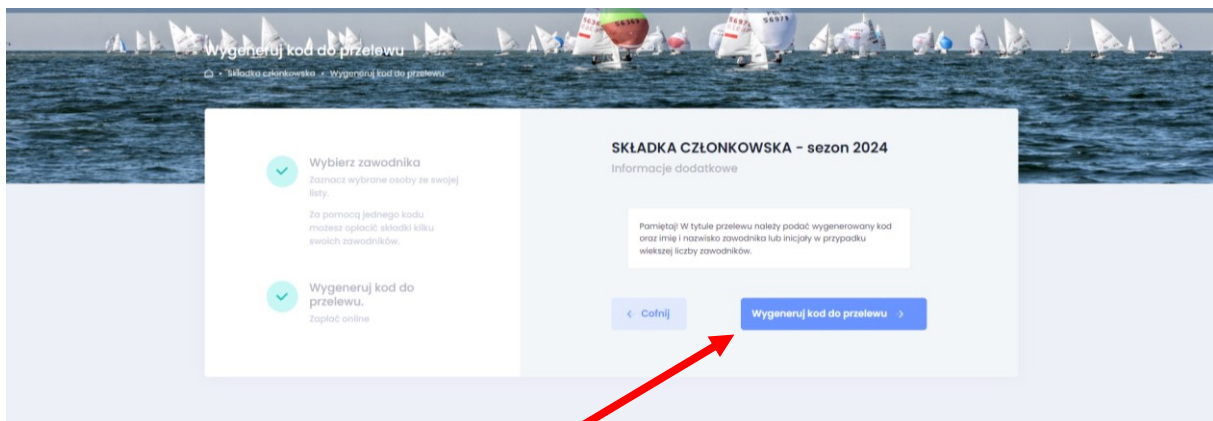 Wygeneruj kod do przelewu
Składka członkowska • Wygeneruj kod do przelewu
Wybierz zawodnika
Zaznacz wybrane osoby ze swojej
listy.
Za pomocą jednego kodu
możesz opłacić składki kilku
swoich zawodników.
Wygeneruj kod do
przelewu.
Zapłać online
SKŁADKA CZŁONKOWSKA - sezon 2024
Informacje dodatkowe
Pamiętaj! W tytule przelewu należy podać wygenerowany kod
oraz imię i nazwisko zawodnika lub inicjały w przypadku
wiekszej liczby zawodników.
Cofnij
Wygeneruj kod do przelewu